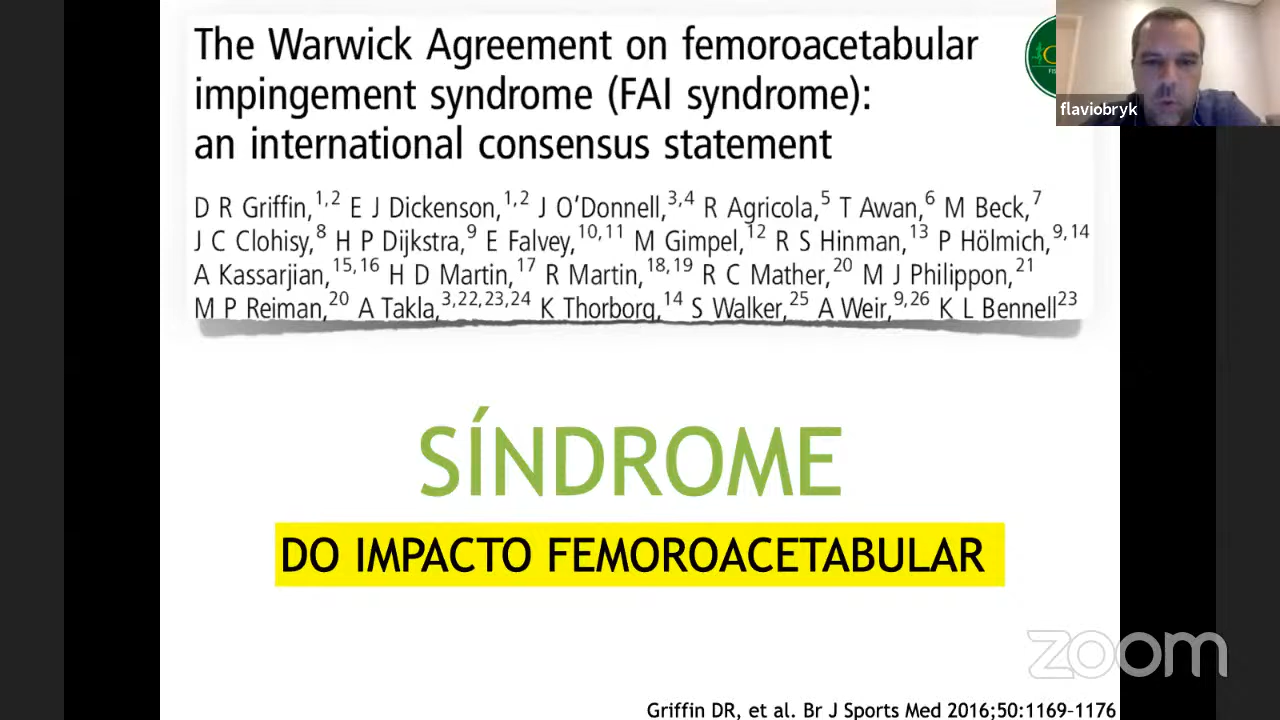 The Warwick Agreement on femoroacetabular
impingement syndrome (FAI syndrome):
an international consensus statement
D R Griffin,1,2 E J Dickenson,1,2 J O'Donnell,3,4 R Agricola,5 T Awan,6 M Beck,7
J C Clohisy,8 H P Dijkstra,9 E Falvey,10,11 M Gimpel,12 R S Hinman,13 P Hölmich,9,14
A Kassarjian,15,16 H D Martin,17 R Martin,18,19 R C Mather,20 M J Philippon,21
M P Reiman,20 A Takla,3,22,23,24 K Thorborg,14 S Walker,25 A Weir,9,26 K L Bennell23
flaviobryk
SÍNDROME
DO IMPACTO FEMOROACETABULAR
zoom
Griffin DR, et al. Br J Sports Med 2016;50:1169–1176